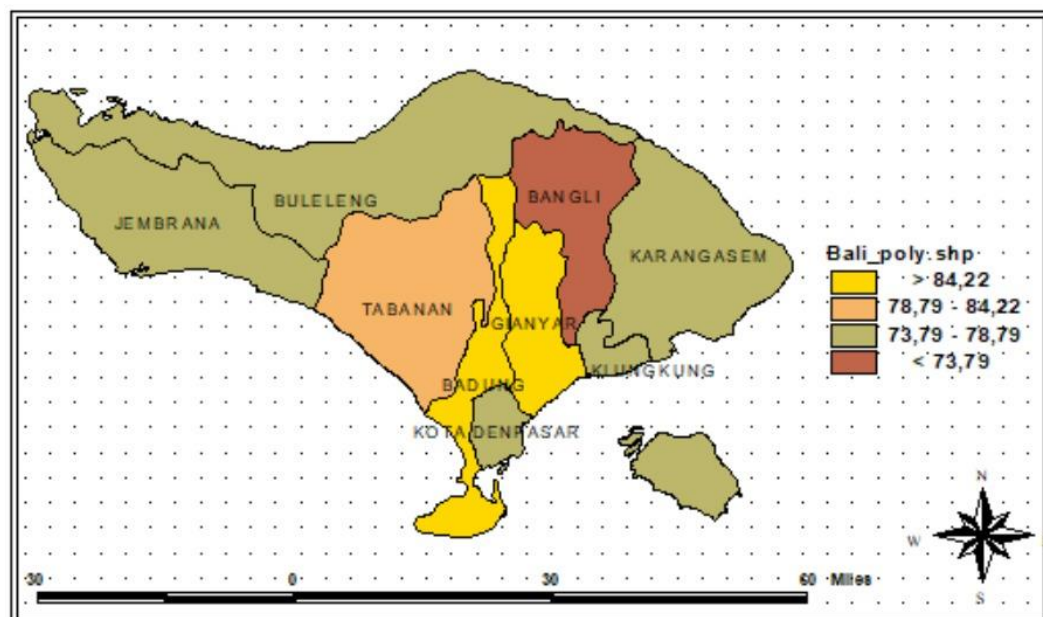 BULELENG
BANGLI
JEMBRANA
KARANGASEM
Bali_poly.shp
> 84,22
78,79 - 84,22
73,79 - 78,79
< 73,79
TABANAN
GIANYAR
KLUNGKUNG
BADUNG
KOTA DENPASAR
N
W
S
30 0 30 60 Miles